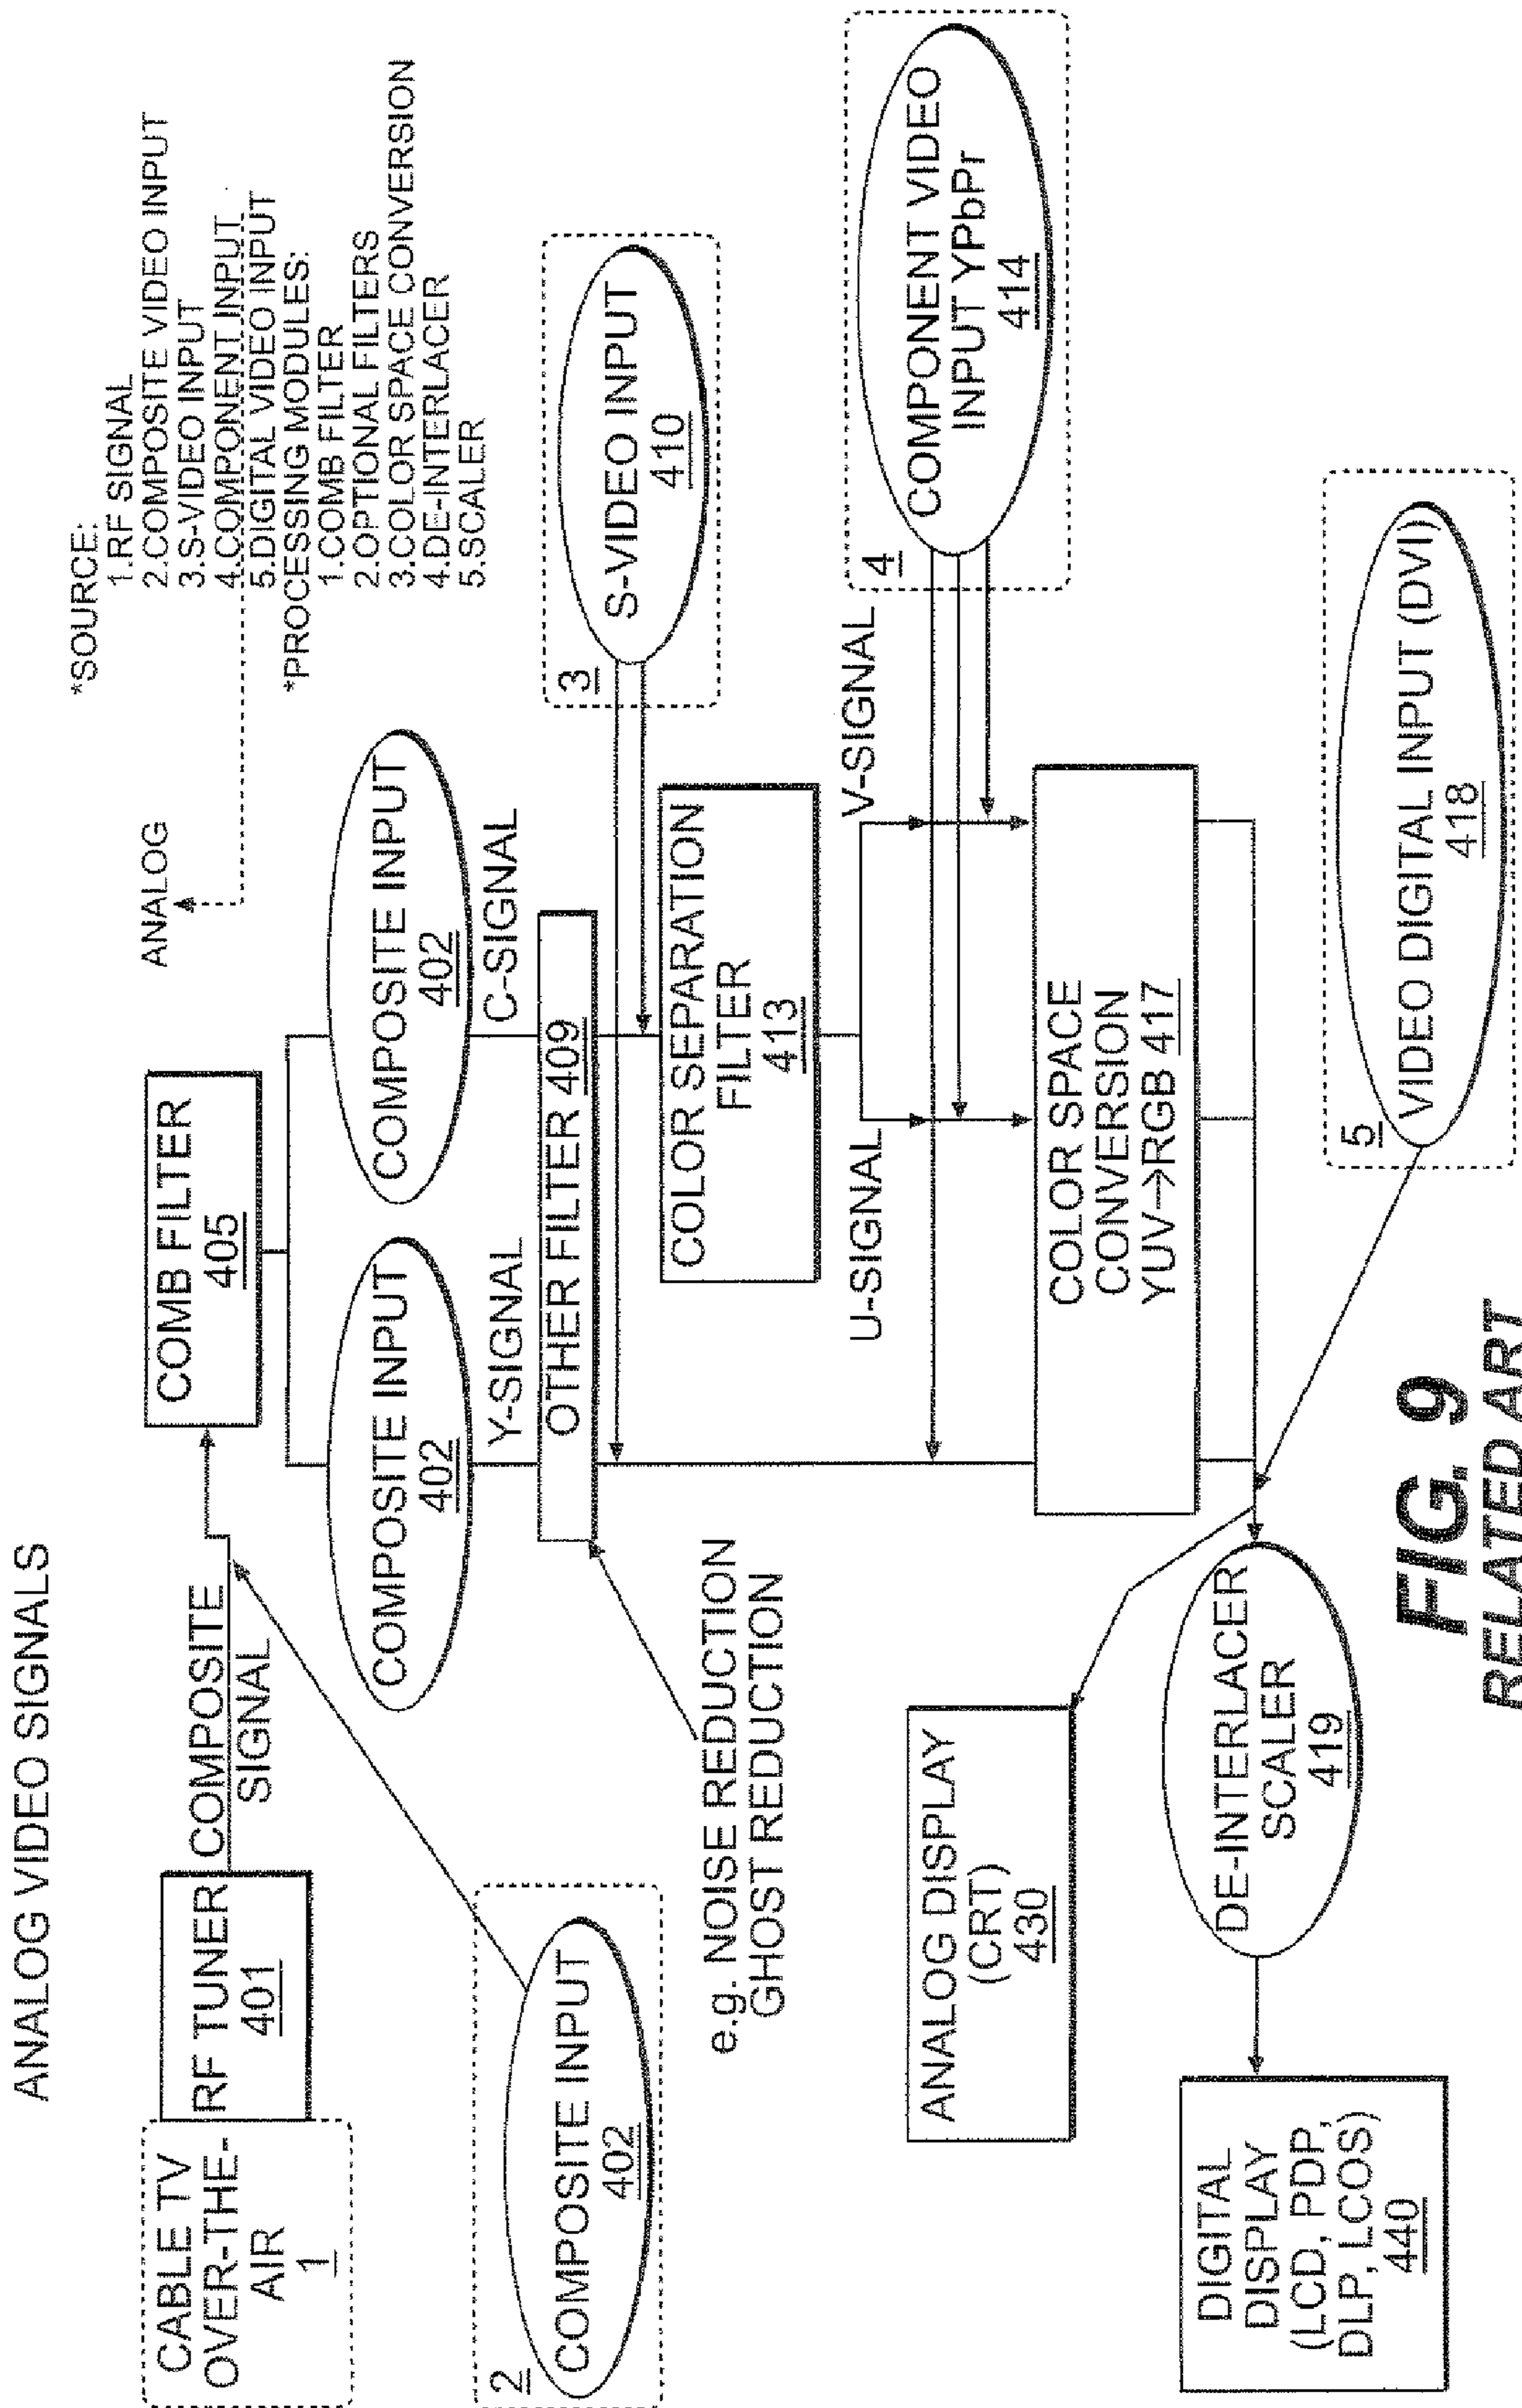 ANALOG VIDEO SIGNALS
CABLE TV
OVER-THE-
AIR
1
RF TUNER
401
COMPOSITE
SIGNAL
COMB FILTER
405
ANALOG
*SOURCE:
1.RF SIGNAL
2.COMPOSITE VIDEO INPUT
3.S-VIDEO INPUT
4.COMPONENT INPUT
5.DIGITAL VIDEO INPUT
*PROCESSING MODULES:
1.COMB FILTER
2.OPTIONAL FILTERS
3.COLOR SPACE CONVERSION
4.DE-INTERLACER
5.SCALER
2
COMPOSITE INPUT
402
COMPOSITE INPUT
402
COMPOSITE INPUT
402
Y-SIGNAL
C-SIGNAL
OTHER FILTER 409
e.g. NOISE REDUCTION
GHOST REDUCTION
3
S-VIDEO INPUT
410
COLOR SEPARATION
FILTER
413
U-SIGNAL
V-SIGNAL
4
COMPONENT VIDEO
INPUT YPbPr
414
COLOR SPACE
CONVERSION
YUV→RGB 417
ANALOG DISPLAY
(CRT)
430
DIGITAL
DISPLAY
(LCD, PDP,
DLP, LCOS)
440
DE-INTERLACER
SCALER
419
5
VIDEO DIGITAL INPUT (DVI)
418
FIG. 9
RELATED ART